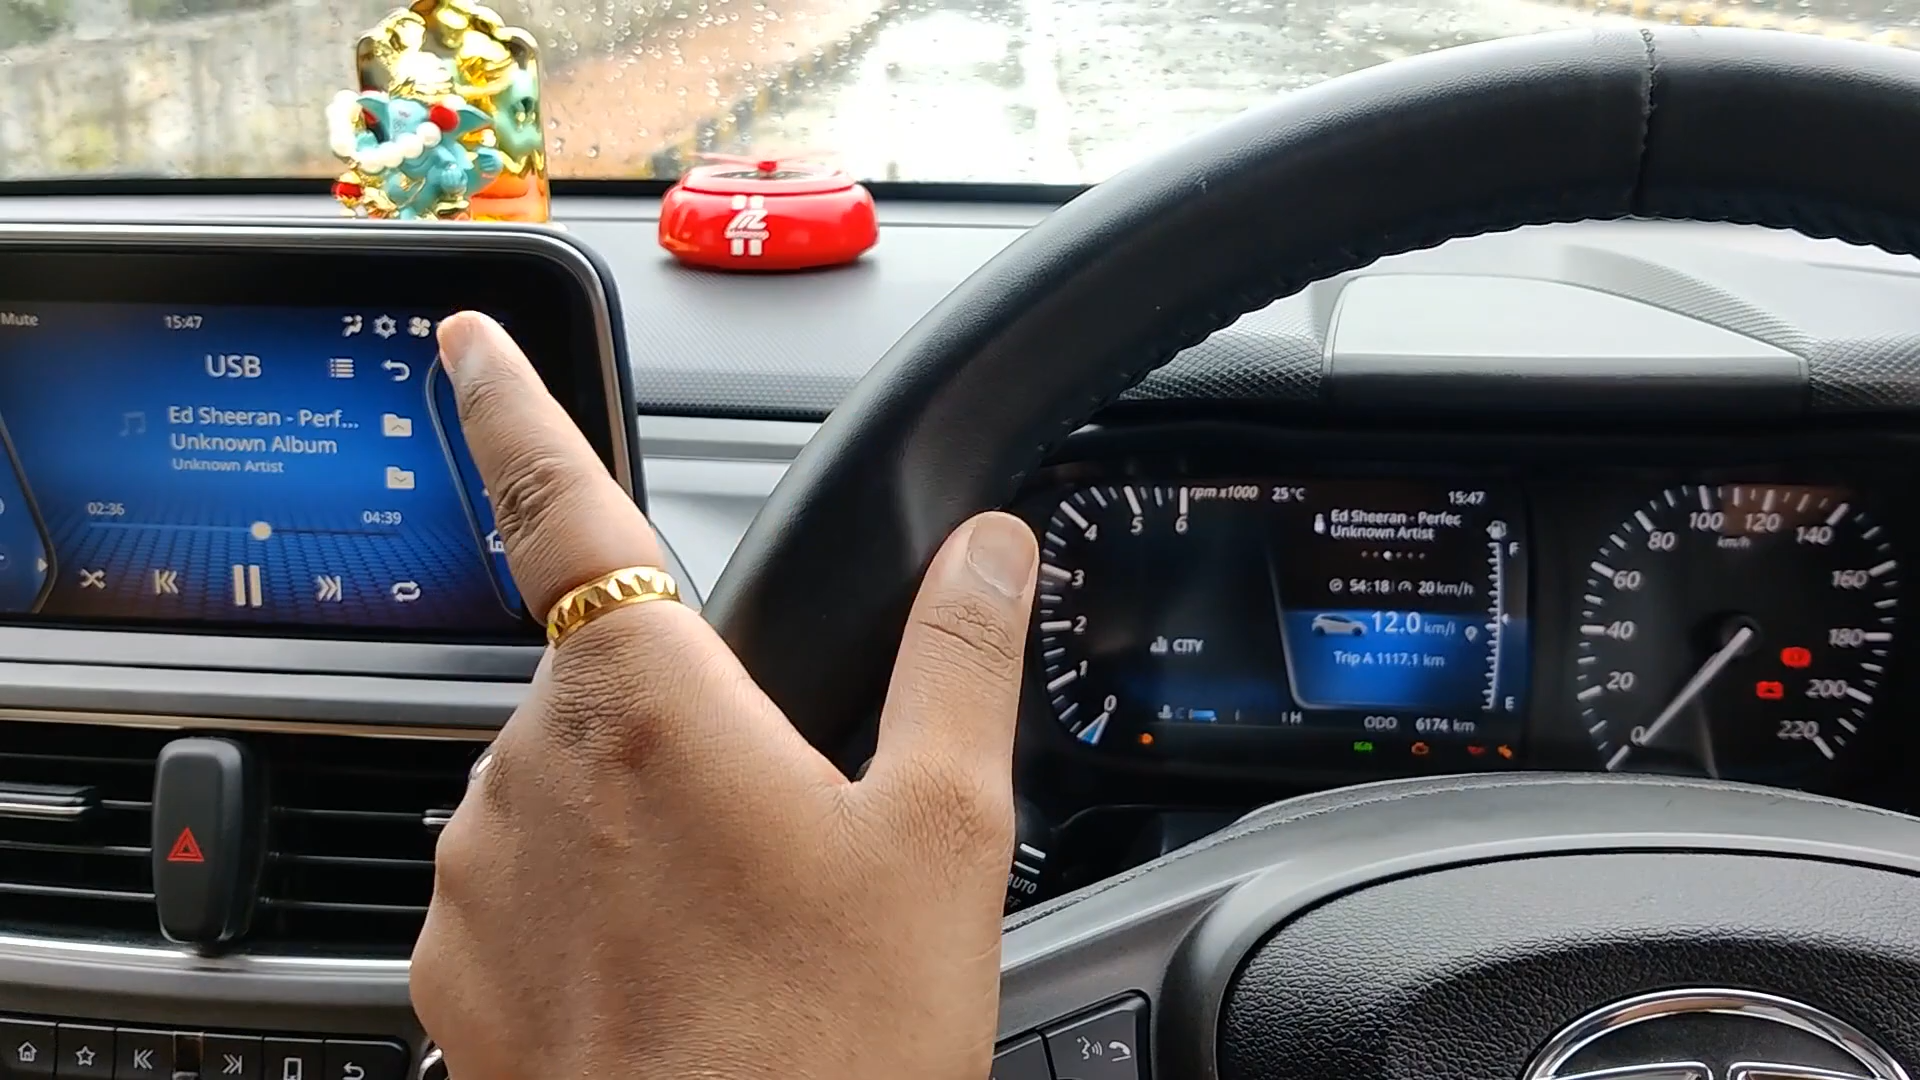 Mute
15:47
USB
Ed Sheeran - Perf...
Unknown Album
Unknown Artist
02:36
04:39
rpm x1000
25°C
15:47
Ed Sheeran - Perfec
Unknown Artist
54:18
20 km/h
12.0 km/l
Trip A 1117.1 km
CITY
C
H
ODO 6174 km
F
E
0
1
2
3
4
5
6
0
20
40
60
80
100
120
140
160
180
200
220
km/h
AUTO